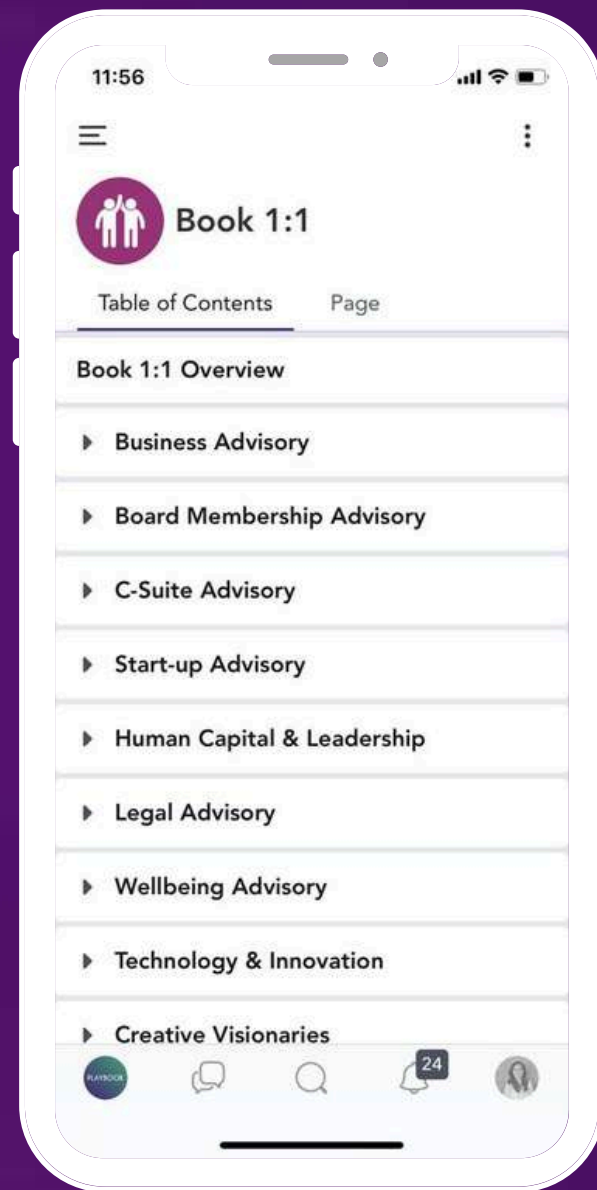 11:56
Book 1:1
Table of Contents Page
Book 1:1 Overview
Business Advisory
Board Membership Advisory
C-Suite Advisory
Start-up Advisory
Human Capital & Leadership
Legal Advisory
Wellbeing Advisory
Technology & Innovation
Creative Visionaries
PLAYBOOK
24